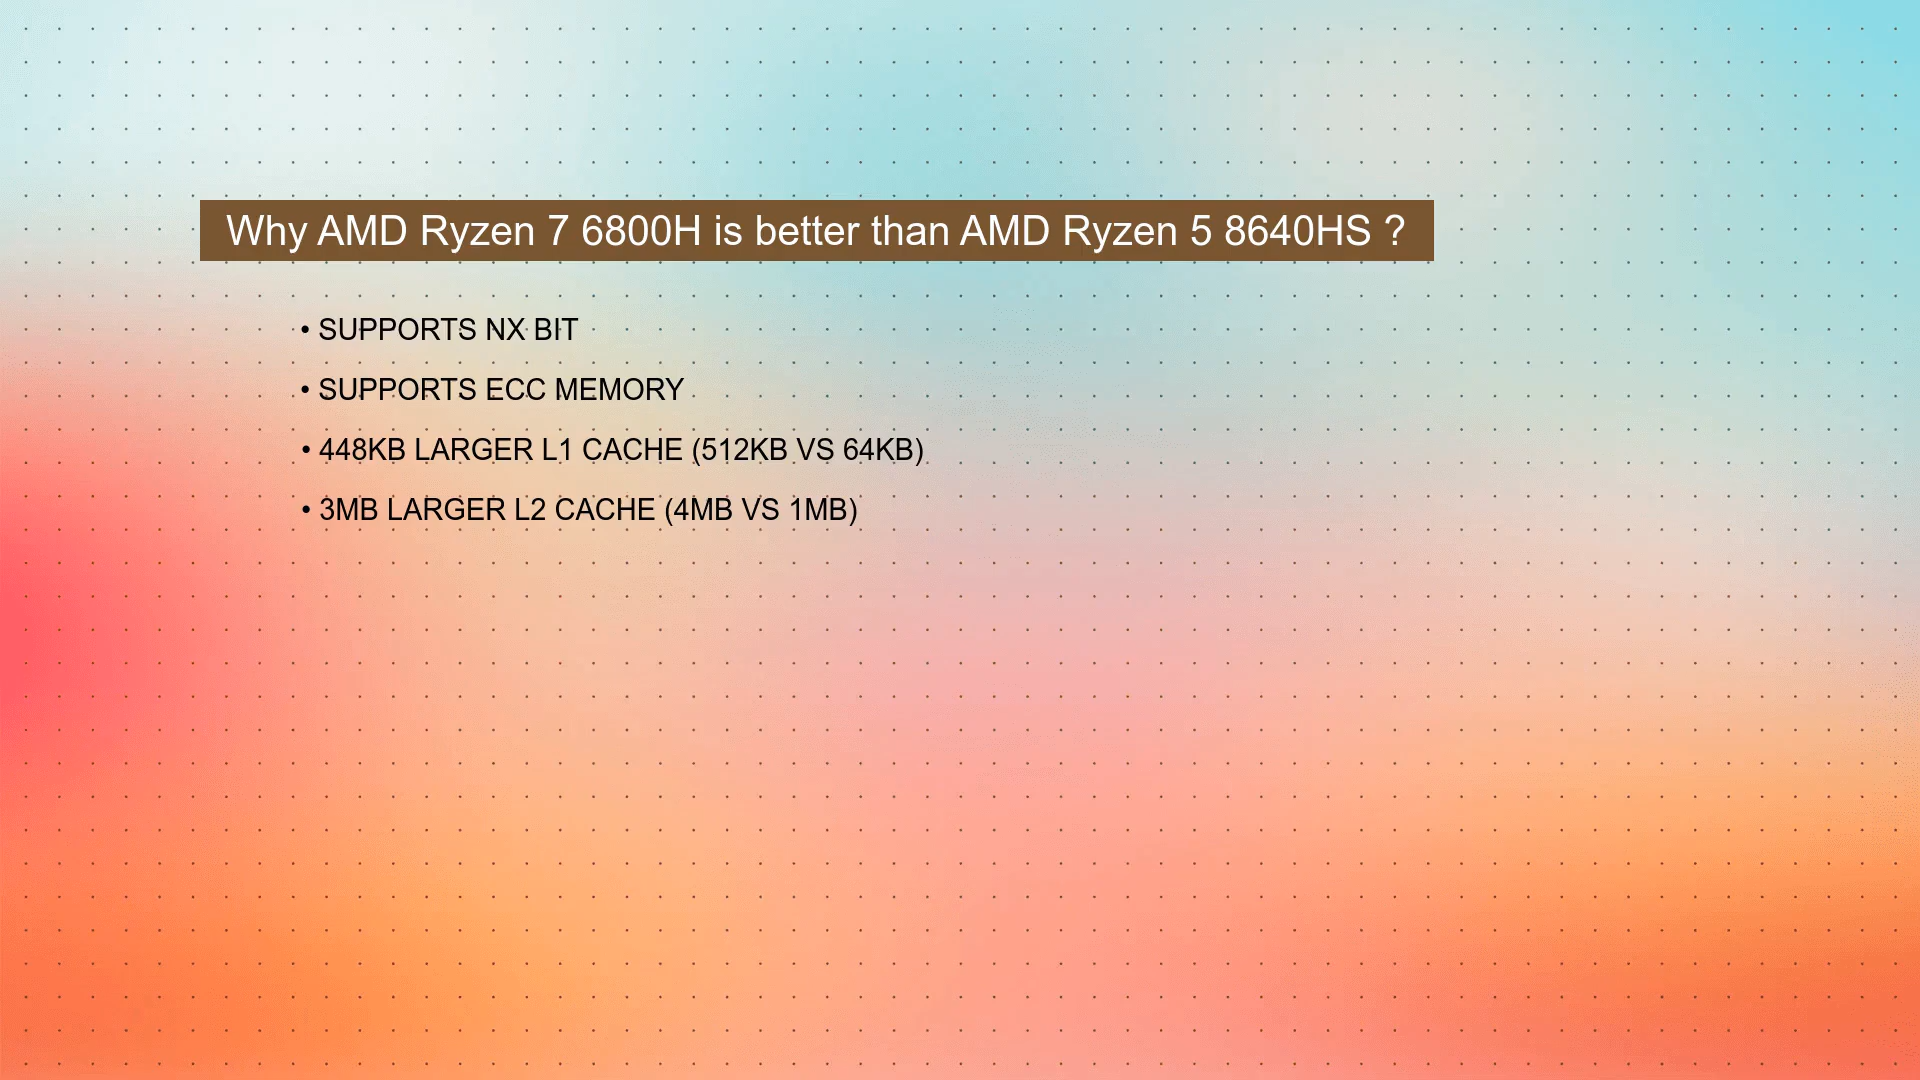 Why AMD Ryzen 7 6800H is better than AMD Ryzen 5 8640HS ?
• SUPPORTS NX BIT
• SUPPORTS ECC MEMORY
• 448KB LARGER L1 CACHE (512KB VS 64KB)
• 3MB LARGER L2 CACHE (4MB VS 1MB)